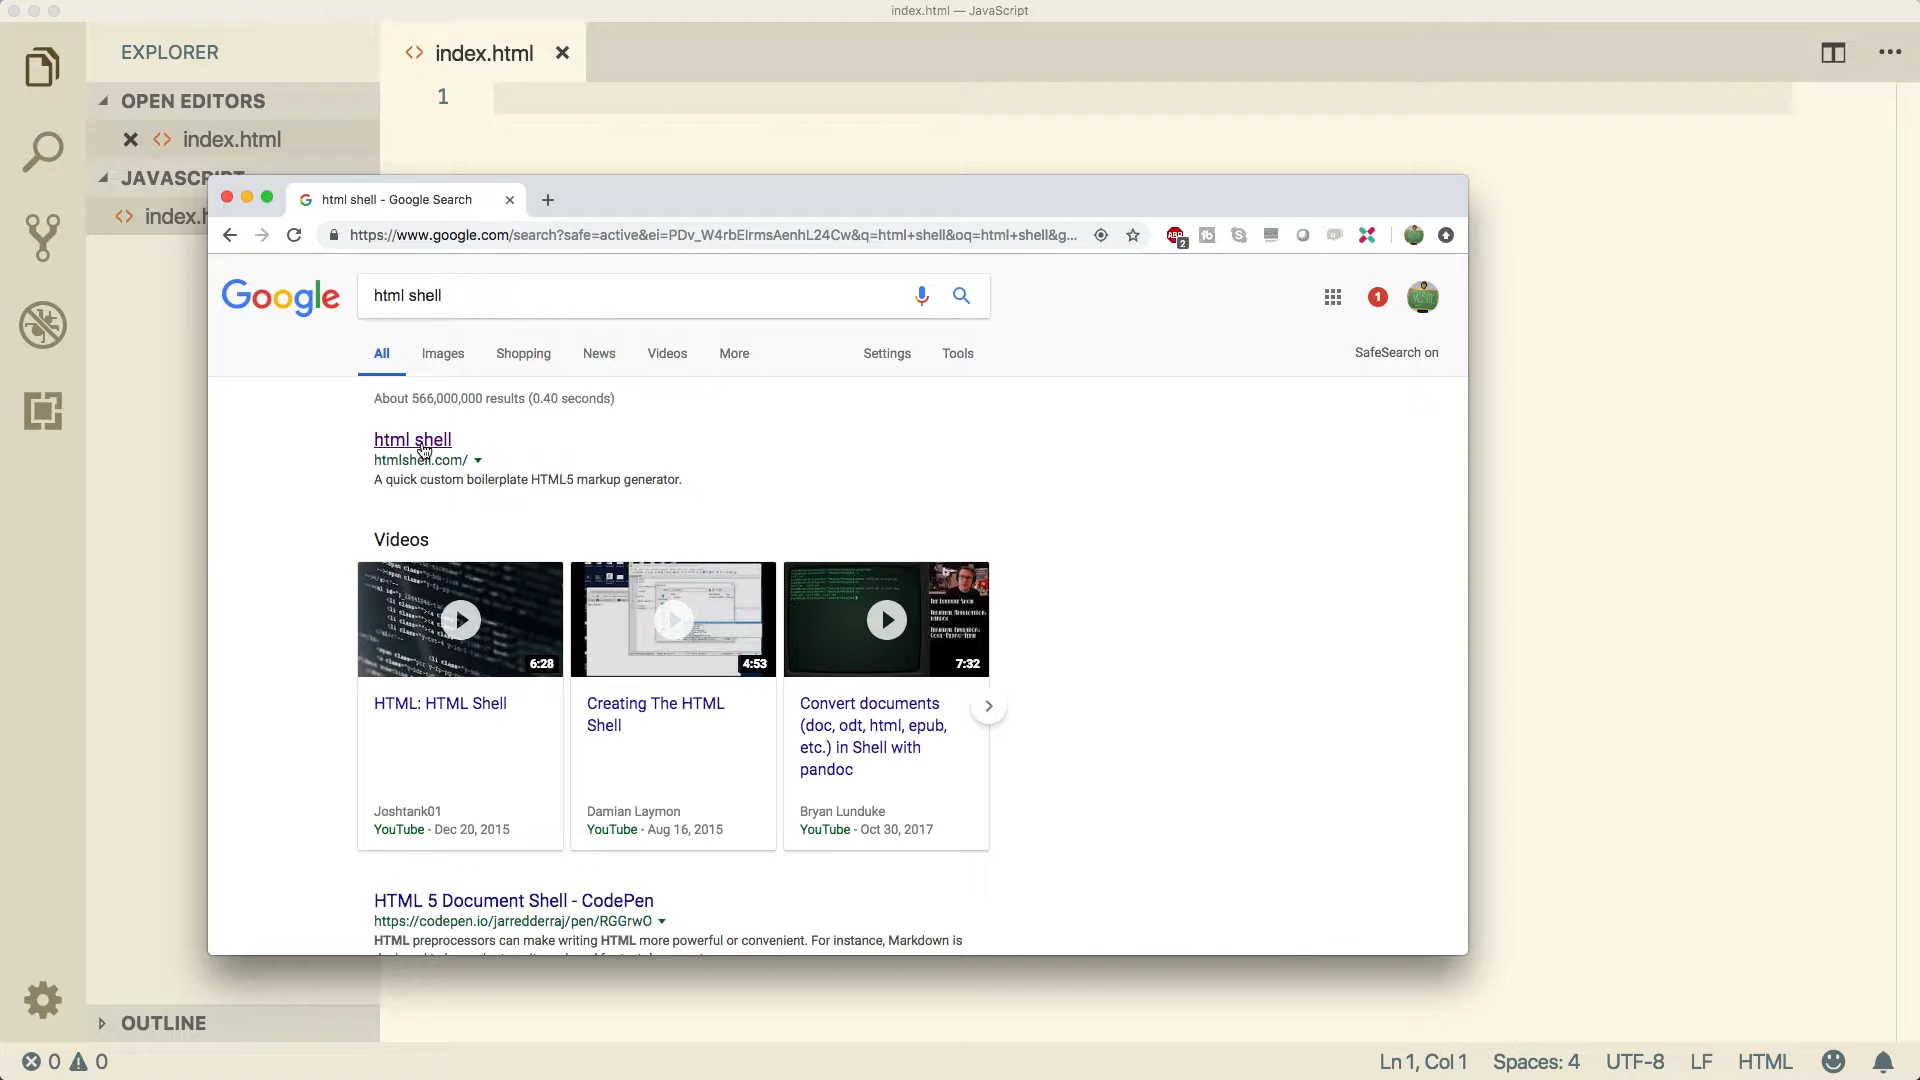 index.html — JavaScript
EXPLORER
index.html
OPEN EDITORS
index.html
JAVASCRIPT
index.h
1
html shell - Google Search
https://www.google.com/search?safe=active&ei=PDv_W4rbEIrmsAenhL24Cw&q=html+shell&oq=html+shell&g...
ABP
2
Google
html shell
1
All Images Shopping News Videos More Settings Tools
SafeSearch on
About 566,000,000 results (0.40 seconds)
html shell
htmlshell.com/
A quick custom boilerplate HTML5 markup generator.
Videos
6:28
4:53
7:32
HTML: HTML Shell
Joshtank01
YouTube - Dec 20, 2015
Creating The HTML
Shell
Damian Laymon
YouTube - Aug 16, 2015
Convert documents
(doc, odt, html, epub,
etc.) in Shell with
pandoc
Bryan Lunduke
YouTube - Oct 30, 2017
HTML 5 Document Shell - CodePen
https://codepen.io/jarredderraj/pen/RGGrwO
HTML preprocessors can make writing HTML more powerful or convenient. For instance, Markdown is
OUTLINE
0 0
Ln 1, Col 1 Spaces: 4 UTF-8 LF HTML